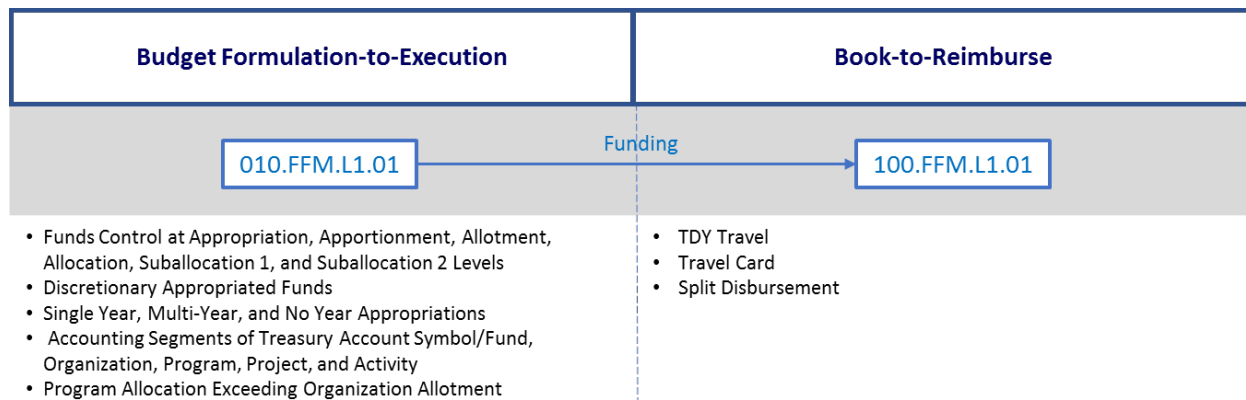 Budget Formulation-to-Execution
Book-to-Reimburse
Funding
010.FFM.L1.01
100.FFM.L1.01
• Funds Control at Appropriation, Apportionment, Allotment,
Allocation, Suballocation 1, and Suballocation 2 Levels
• Discretionary Appropriated Funds
• Single Year, Multi-Year, and No Year Appropriations
• Accounting Segments of Treasury Account Symbol/Fund,
Organization, Program, Project, and Activity
• Program Allocation Exceeding Organization Allotment
• TDY Travel
• Travel Card
• Split Disbursement